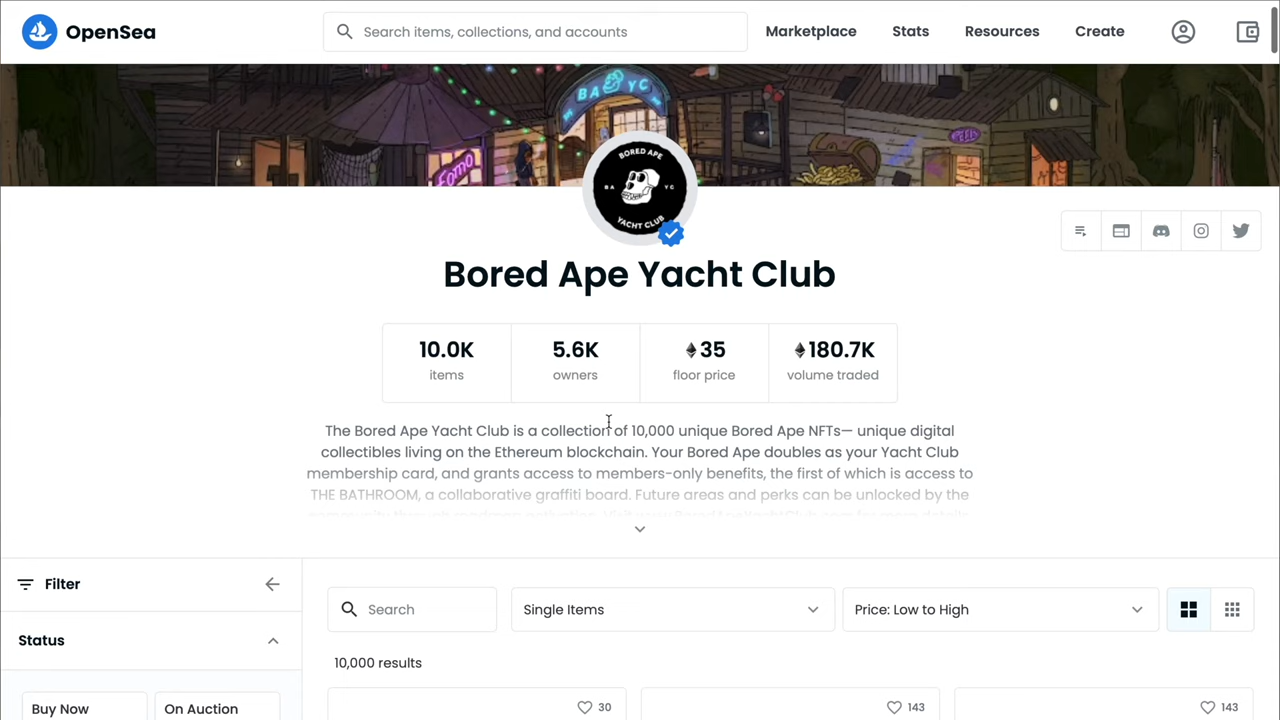 OpenSea
Search items, collections, and accounts
Marketplace
Stats
Resources
Create
BAYC
Fomo
BORED APE
BA YC
YACHT CLUB
Bored Ape Yacht Club
10.0K
items
5.6K
owners
35
floor price
180.7K
volume traded
The Bored Ape Yacht Club is a collection of 10,000 unique Bored Ape NFTs— unique digital
collectibles living on the Ethereum blockchain. Your Bored Ape doubles as your Yacht Club
membership card, and grants access to members-only benefits, the first of which is access to
THE BATHROOM, a collaborative graffiti board. Future areas and perks can be unlocked by the
Filter
Search
Single Items
Price: Low to High
Status
10,000 results
Buy Now
On Auction
30
143
143